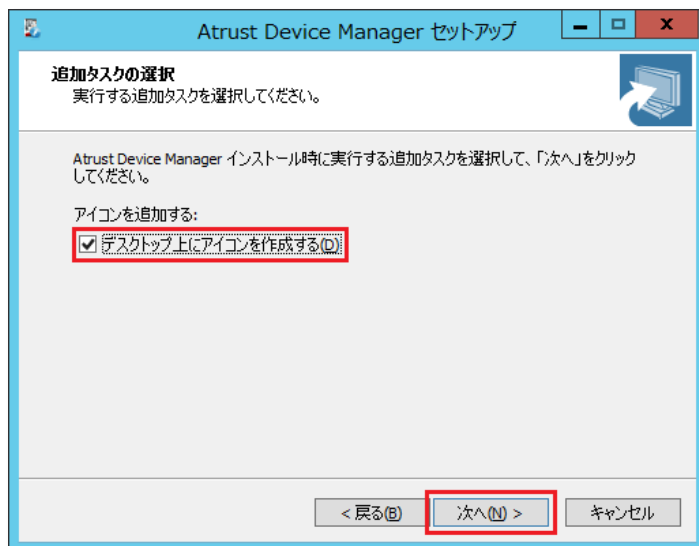 Atrust Device Manager セットアップ
追加タスクの選択
実行する追加タスクを選択してください。
Atrust Device Manager インストール時に実行する追加タスクを選択して、「次へ」をクリック
してください。
アイコンを追加する:
デスクトップ上にアイコンを作成する(D)
< 戻る(B)
次へ(N) >
キャンセル